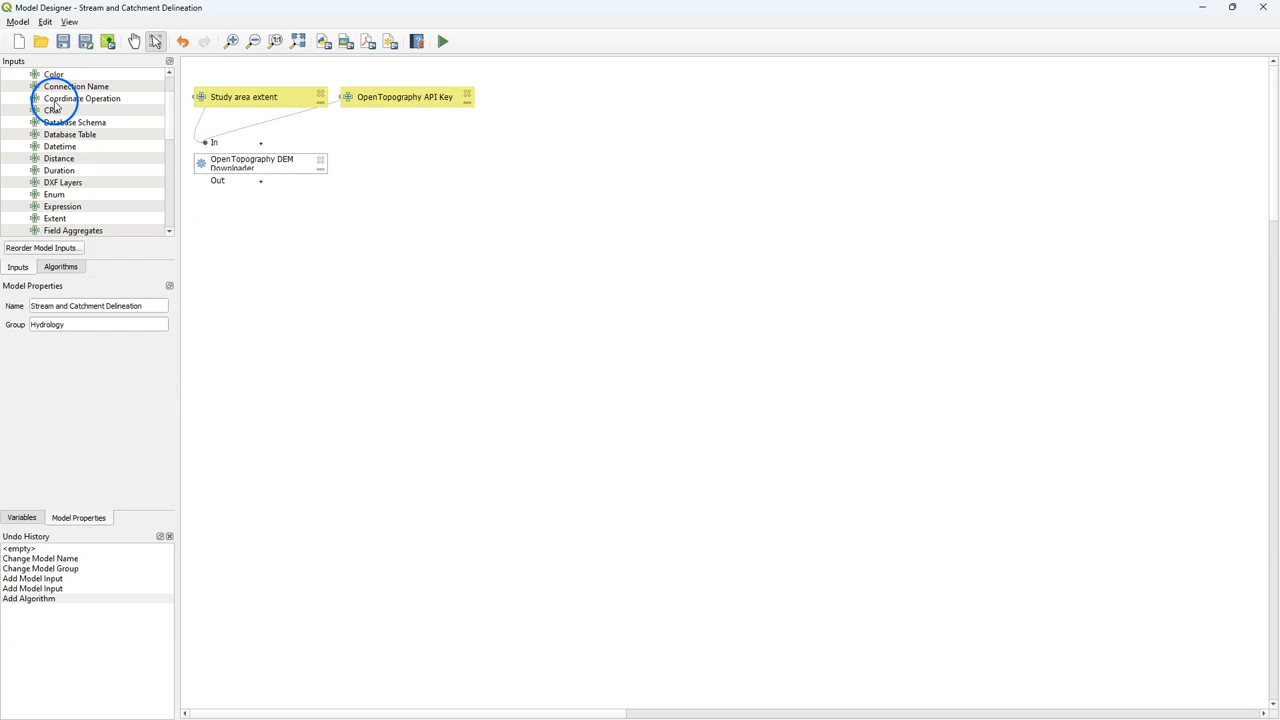 Model Designer - Stream and Catchment Delineation
Model Edit View
Inputs
Color
Connection Name
Coordinate Operation
CRS
Database Schema
Database Table
Datetime
Distance
Duration
DXF Layers
Enum
Expression
Extent
Field Aggregates
Reorder Model Inputs...
Inputs Algorithms
Model Properties
Name Stream and Catchment Delineation
Group Hydrology
Variables Model Properties
Undo History
<empty>
Change Model Name
Change Model Group
Add Model Input
Add Model Input
Add Algorithm
Study area extent
OpenTopography API Key
In +
OpenTopography DEM
Downloader
Out +